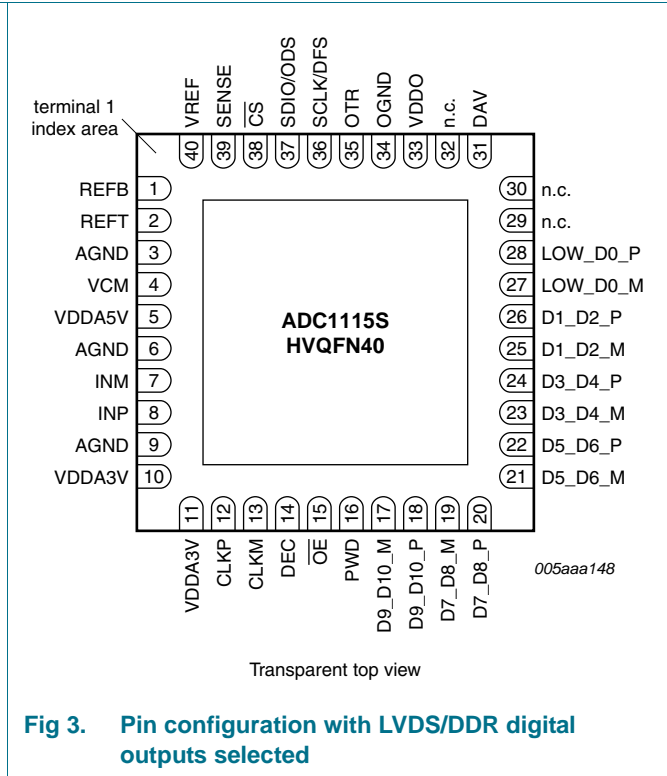 terminal 1
index area
40 VREF
39 SENSE
38 C̅S̅
37 SDIO/ODS
36 SCLK/DFS
35 OTR
34 OGND
33 VDDO
32 n.c.
31 DAV
REFB 1
REFT 2
AGND 3
VCM 4
VDDA5V 5
AGND 6
INM 7
INP 8
AGND 9
VDDA3V 10
30 n.c.
29 n.c.
28 LOW_D0_P
27 LOW_D0_M
26 D1_D2_P
25 D1_D2_M
24 D3_D4_P
23 D3_D4_M
22 D5_D6_P
21 D5_D6_M
ADC1115S
HVQFN40
VDDA3V 11
CLKP 12
CLKM 13
DEC 14
O̅E̅ 15
PWD 16
D9_D10_M 17
D9_D10_P 18
D7_D8_M 19
D7_D8_P 20
005aaa148
Transparent top view
Fig 3. Pin configuration with LVDS/DDR digital
outputs selected